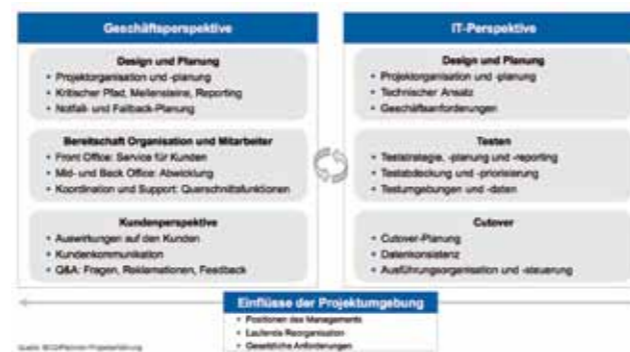 Geschäftsperspektive
Design und Planung
• Projektorganisation und -planung
• Kritischer Pfad, Meilensteine, Reporting
• Notfall- und Fallback-Planung
Bereitschaft Organisation und Mitarbeiter
• Front Office: Service für Kunden
• Mid- und Back Office: Abwicklung
• Koordination und Support: Querschnittsfunktionen
Kundenperspektive
• Auswirkungen auf den Kunden
• Kundenkommunikation
• Q&A: Fragen, Reklamationen, Feedback
IT-Perspektive
Design und Planung
• Projektorganisation und -planung
• Technischer Ansatz
• Geschäftsanforderungen
Testen
• Teststrategie, -planung und -reporting
• Testabdeckung und -priorisierung
• Testumgebungen und -daten
Cutover
• Cutover-Planung
• Datenkonsistenz
• Ausführungsorganisation und -steuerung
Einflüsse der Projektumgebung
• Positionen des Managements
• Laufende Reorganisation
• Gesetzliche Anforderungen
Quelle: